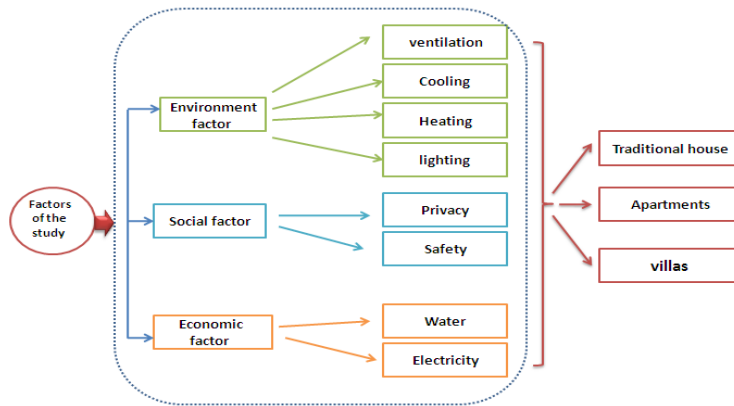 Factors
of the
study
Environment
factor
Social factor
Economic
factor
ventilation
Cooling
Heating
lighting
Privacy
Safety
Water
Electricity
Traditional house
Apartments
villas